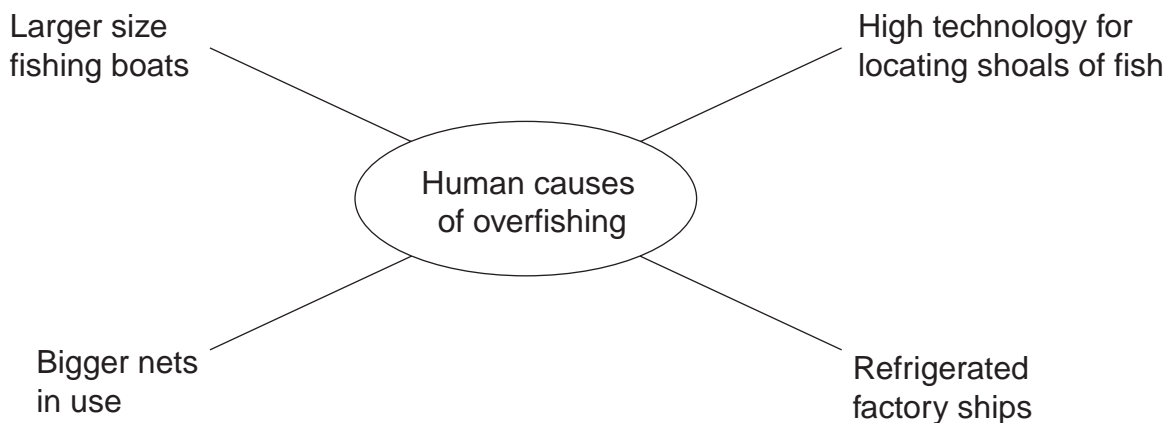 Larger size
fishing boats
High technology for
locating shoals of fish
Human causes
of overfishing
Bigger nets
in use
Refrigerated
factory ships